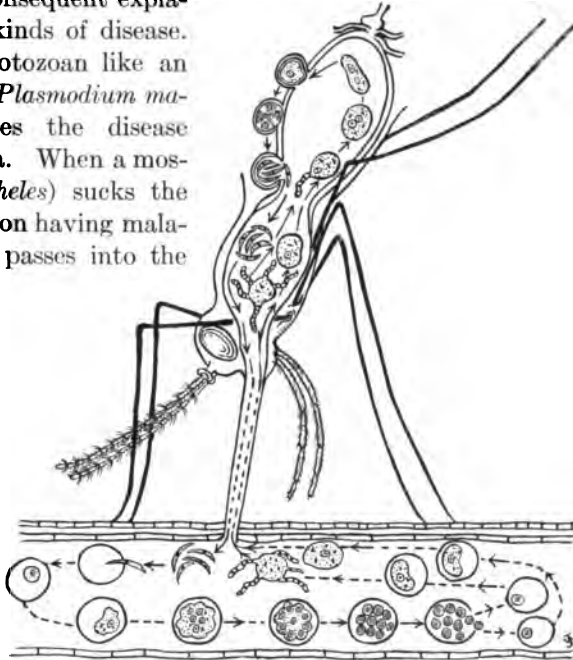 onsequent expla-
kinds of disease.
otozoan like an
Plasmodium ma-
es the disease
When a mos-
heles) sucks the
on having mala-
passes into the